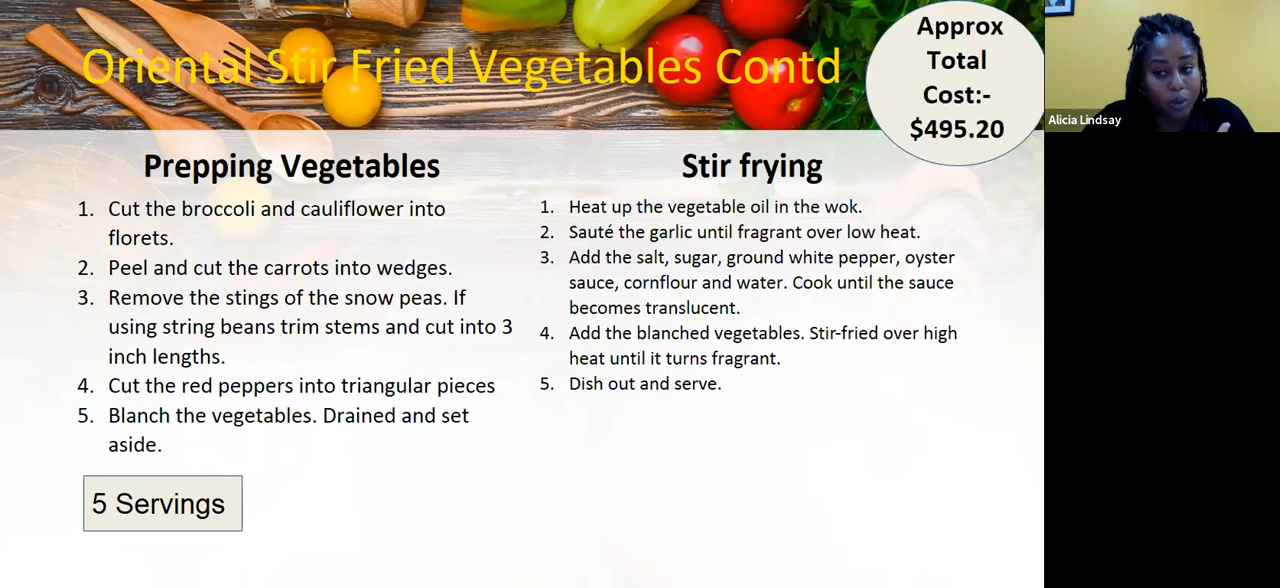 Oriental Stir Fried Vegetables Contd
Approx
Total
Cost:-
$495.20
Alicia Lindsay
Prepping Vegetables
1. Cut the broccoli and cauliflower into
florets.
2. Peel and cut the carrots into wedges.
3. Remove the stings of the snow peas. If
using string beans trim stems and cut into 3
inch lengths.
4. Cut the red peppers into triangular pieces
5. Blanch the vegetables. Drained and set
aside.
5 Servings
Stir frying
1. Heat up the vegetable oil in the wok.
2. Sauté the garlic until fragrant over low heat.
3. Add the salt, sugar, ground white pepper, oyster
sauce, cornflour and water. Cook until the sauce
becomes translucent.
4. Add the blanched vegetables. Stir-fried over high
heat until it turns fragrant.
5. Dish out and serve.